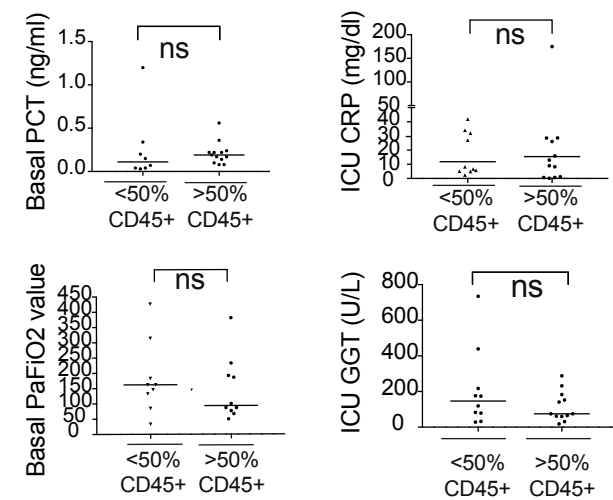 ns
Basal PCT (ng/ml)
1.5
1.0
0.5
0.0
<50%
CD45+
>50%
CD45+
ns
ICU CRP (mg/dl)
200
150
100
50
40
30
20
10
0
<50%
CD45+
>50%
CD45+
ns
Basal PaFiO2 value
450
400
350
300
250
200
150
100
50
0
<50%
CD45+
>50%
CD45+
ns
ICU GGT (U/L)
800
600
400
200
0
<50%
CD45+
>50%
CD45+